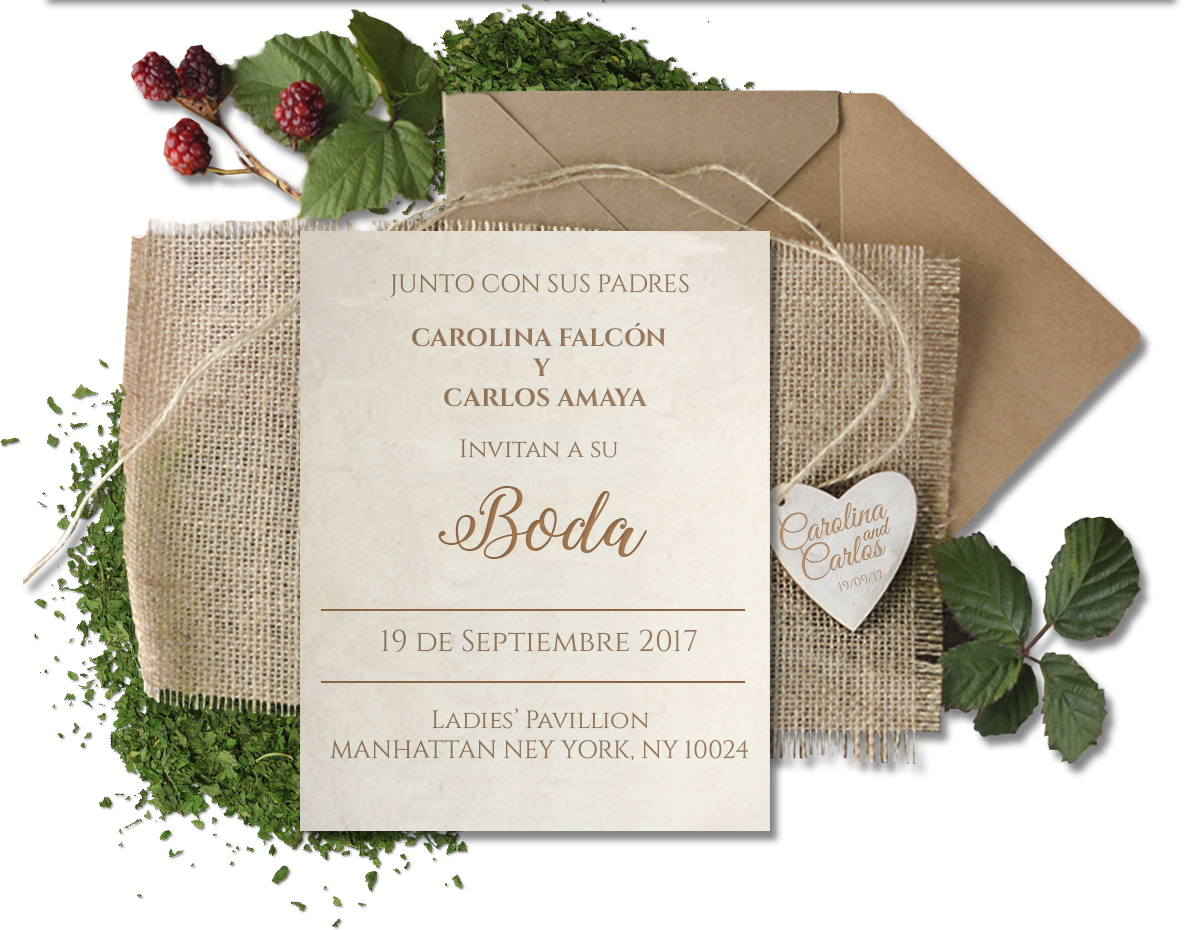 JUNTO CON SUS PADRES
CAROLINA FALCÓN
Y
CARLOS AMAYA
INVITAN A SU
Boda
19 DE SEPTIEMBRE 2017
LADIES' PAVILLION
MANHATTAN NEY YORK, NY 10024
Carolina
and
Carlos
19/09/17